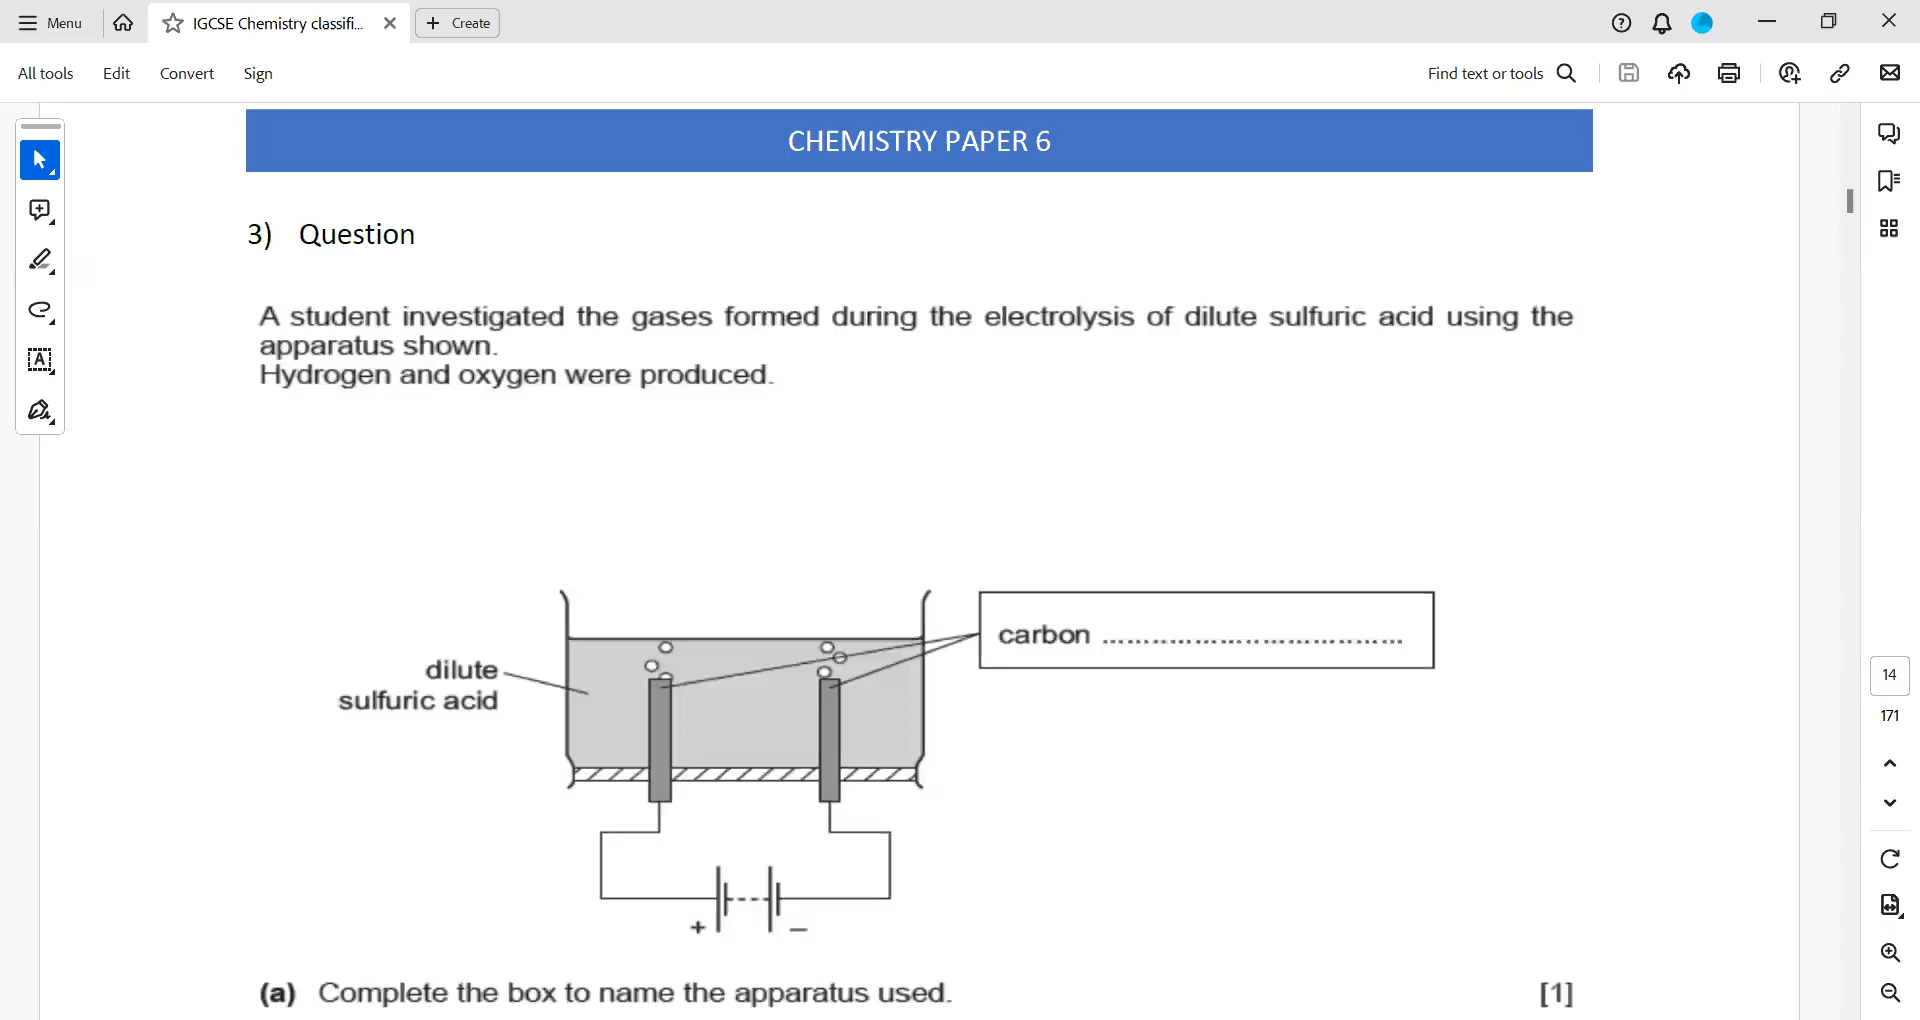 Menu
IGCSE Chemistry classifi...
Create
All tools
Edit
Convert
Sign
Find text or tools
CHEMISTRY PAPER 6
3) Question
A student investigated the gases formed during the electrolysis of dilute sulfuric acid using the
apparatus shown.
Hydrogen and oxygen were produced.
carbon ....................................
dilute
sulfuric acid
+ –
(a) Complete the box to name the apparatus used. [1]
14
171